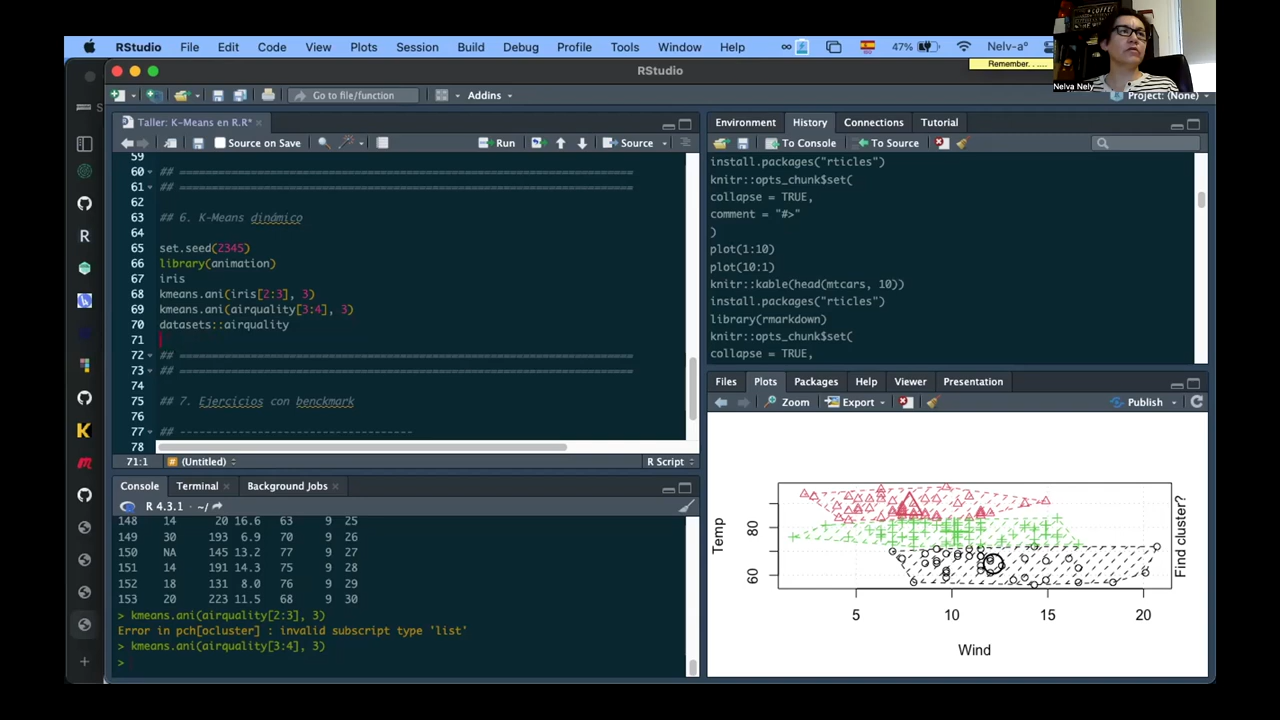 RStudio File Edit Code View Plots Session Build Debug Profile Tools Window Help 47% Nelv-a°
Remember. . ....
Nelva Nely
RStudio
Go to file/function Addins Project: (None)
Taller: K-Means en R.R*
Source on Save Run Source
59
60 ## ===================================================================
61 ## ===================================================================
62
63 ## 6. K-Means dinámico
64
65 set.seed(2345)
66 library(animation)
67 iris
68 kmeans.ani(iris[2:3], 3)
69 kmeans.ani(airquality[3:4], 3)
70 datasets::airquality
71
72 ## ===================================================================
73 ## ===================================================================
74
75 ## 7. Ejercicios con benckmark
76
77 ## -----------------------------------
78
71:1 (Untitled) R Script
Console Terminal Background Jobs
R 4.3.1 · ~/
148 14 20 16.6 63 9 25
149 30 193 6.9 70 9 26
150 NA 145 13.2 77 9 27
151 14 191 14.3 75 9 28
152 18 131 8.0 76 9 29
153 20 223 11.5 68 9 30
> kmeans.ani(airquality[2:3], 3)
Error in pch[ocluster] : invalid subscript type 'list'
> kmeans.ani(airquality[3:4], 3)
>
Environment History Connections Tutorial
To Console To Source
install.packages("rticles")
knitr::opts_chunk$set(
collapse = TRUE,
comment = "#>"
)
plot(1:10)
plot(10:1)
knitr::kable(head(mtcars, 10))
install.packages("rticles")
library(rmarkdown)
knitr::opts_chunk$set(
collapse = TRUE,
Files Plots Packages Help Viewer Presentation
Zoom Export Publish
Temp
80
60
Find cluster?
5 10 15 20
Wind